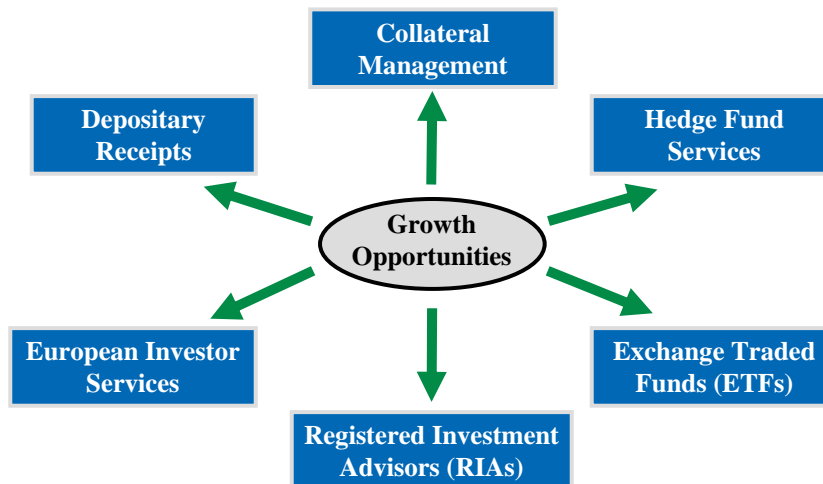 Collateral
Management
Depositary
Receipts
Hedge Fund
Services
Growth
Opportunities
European Investor
Services
Exchange Traded
Funds (ETFs)
Registered Investment
Advisors (RIAs)